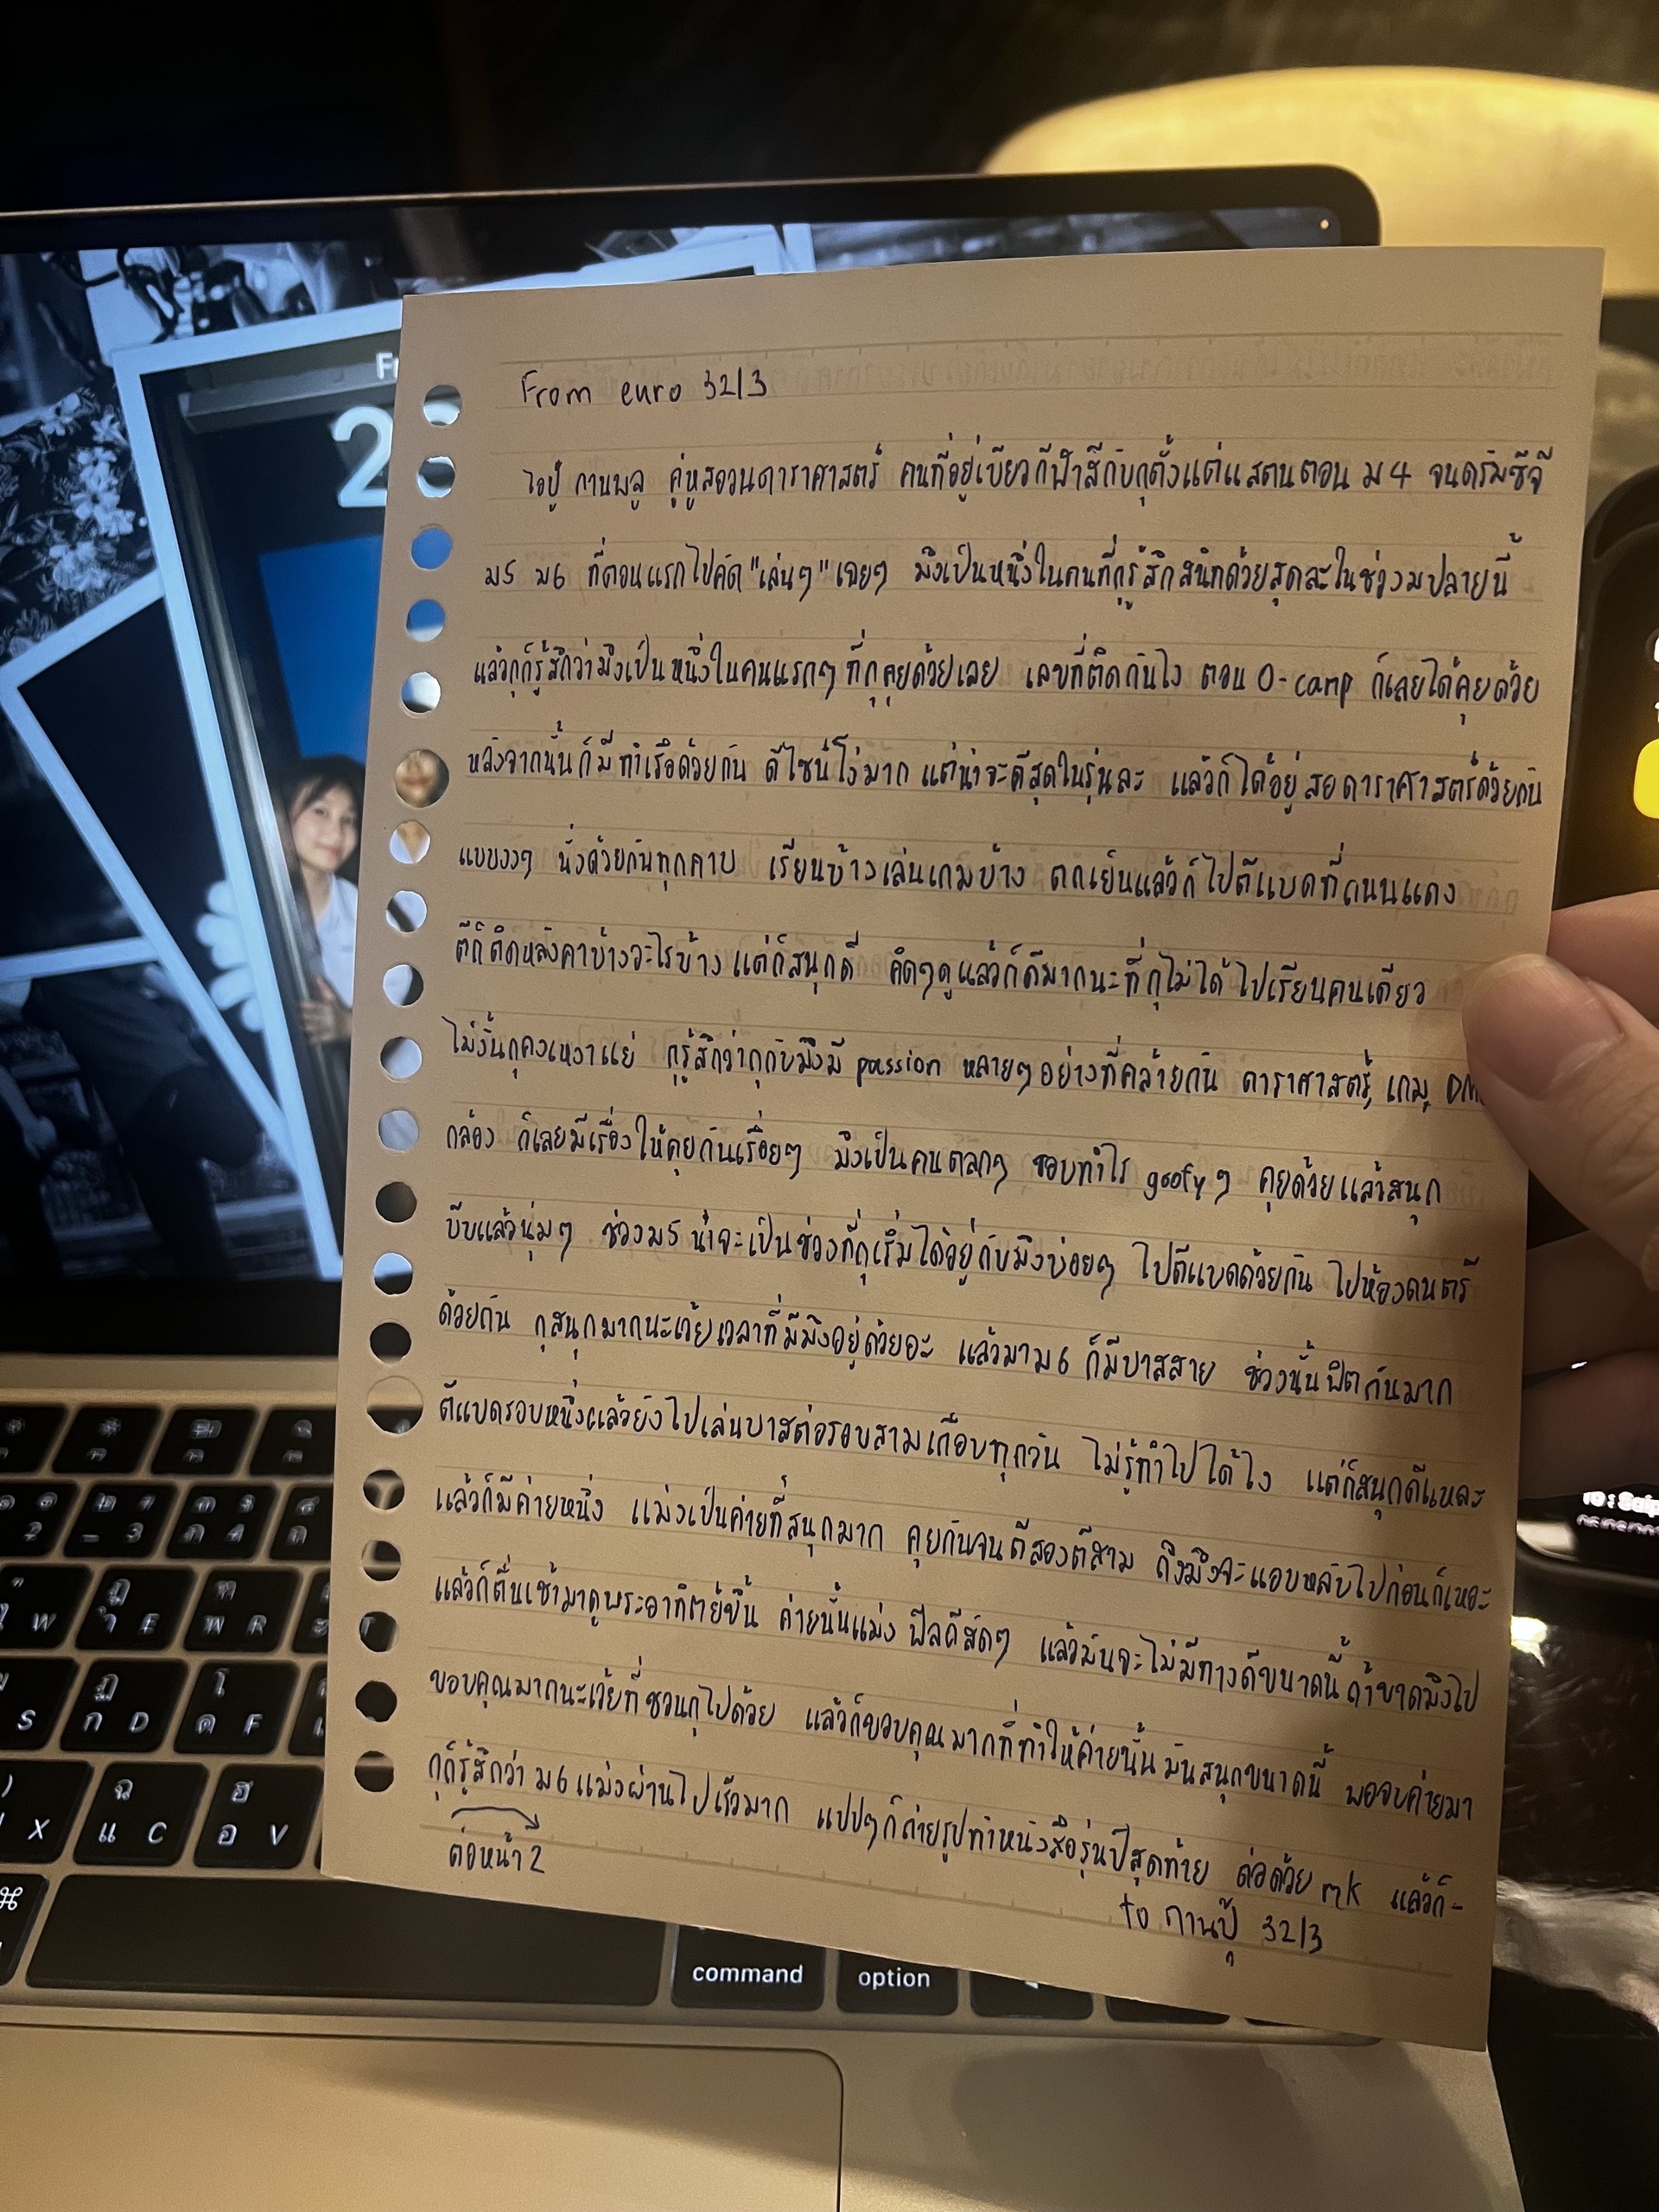 From euro 32/3
ไอปู๋ กานพลู คู่หูสอวนดาราศาสตร์ คนที่อยู่เขียวกีฬาสีกับกุตั้งแต่แสตนตอน ม4 จนดรัมซีจี
ม5 ม6 ที่ตอนแรกไปคัด "เล่นๆ" เฉยๆ มึงเป็นหนึ่งในคนที่กุรู้สึกสนิทด้วยสุดละในช่วงมปลายนี้
แล้วกุก็รู้สึกว่ามึงเป็นหนึ่งในคนแรกๆ ที่กุคุยด้วยเลย เลขที่ติดกันไง ตอน O-camp ก็เลยได้คุยด้วย
หลังจากนั้นก็มีทำเรือด้วยกัน ดีไซน์โง่มาก แต่น่าจะดีสุดในรุ่นละ แล้วก็ได้อยู่ สอดาราศาสตร์ด้วยกัน
แบบงงๆ นั่งด้วยกันทุกคาบ เรียนบ้างเล่นเกมบ้าง ตกเย็นแล้วก็ไปตีแบดที่ถนนแดง
ตีก็ติดหลังคาบ้างอะไรบ้าง แต่ก็สนุกดี คิดๆดูแล้วก็ดีมากนะที่กุไม่ได้ไปเรียนคนเดียว
ไม่งั้นกุคงเหงาแย่ กุรู้สึกว่ากุกับมึงมี passion หลายๆอย่างที่คล้ายกัน ดาราศาสตร์, เกม,
กล้อง ก็เลยมีเรื่องให้คุยกันเรื่อยๆ มึงเป็นคนตลกๆ ชอบทำไร goofyๆ คุยด้วยแล้วสนุก
บีบแล้วนุ่มๆ ช่วงม5 น่าจะเป็นช่วงที่กุเริ่มได้อยู่กับมึงบ่อยๆ ไปตีแบดด้วยกัน ไปห้องดนตรี
ด้วยกัน กุสนุกมากนะเว้ยเวลาที่มีมึงอยู่ด้วยอะ แล้วมาม6 ก็มีบาสสาย ช่วงนั้นฟิตกันมาก
ตีแบดรอบหนึ่งแล้วยังไปเล่นบาสต่อรอบสามเกือบทุกวัน ไม่รู้ทำไปได้ไง แต่ก็สนุกดีแหละ
แล้วก็มีค่ายหนึ่ง แม่งเป็นค่ายที่สนุกมาก คุยกันจนตีสองตีสาม ถึงมึงจะแอบหลับไปก่อนก็เหอะ
แล้วก็ตื่นเช้ามาดูพระอาทิตย์ขึ้น ค่ายนั้นแม่ง ฟีลดีสัดๆ แล้วมันจะไม่มีทางดีขนาดนี้ ถ้าขาดมึงไป
ขอบคุณมากนะเว้ยที่ชวนกุไปด้วย แล้วก็ขอบคุณมากที่ทำให้ค่ายนั้นมันสนุกขนาดนี้ พอจบค่ายมา
กุก็รู้สึกว่า ม6 แม่งผ่านไปเร็วมาก แปปๆก็ถ่ายรูปทำหนังสือรุ่นปีสุดท้าย ต่อด้วย mk แล้วก็-
ต่อหน้า 2
to กานปุ๊ 32/3
command
option